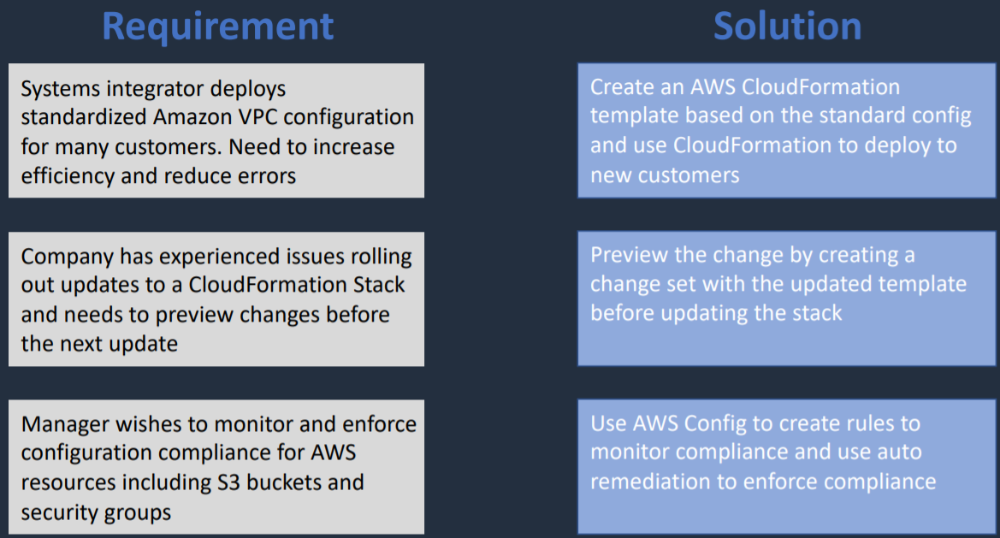 Requirement
Solution
Systems integrator deploys
standardized Amazon VPC configuration
for many customers. Need to increase
efficiency and reduce errors
Create an AWS CloudFormation
template based on the standard config
and use CloudFormation to deploy to
new customers
Company has experienced issues rolling
out updates to a CloudFormation Stack
and needs to preview changes before
the next update
Preview the change by creating a
change set with the updated template
before updating the stack
Manager wishes to monitor and enforce
configuration compliance for AWS
resources including S3 buckets and
security groups
Use AWS Config to create rules to
monitor compliance and use auto
remediation to enforce compliance